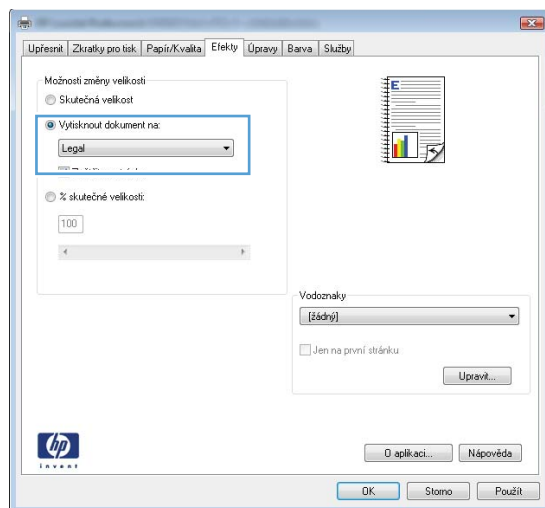 Upřesnit Zkratky pro tisk Papír/Kvalita Efekty Úpravy Barva Služby
Možnosti změny velikosti
Skutečná velikost
Vytisknout dokument na:
Legal
% skutečné velikosti:
100
E
Vodoznaky
[žádný]
Jen na první stránku
Upravit...
hp
invent
O aplikaci... Nápověda
OK Storno Použít